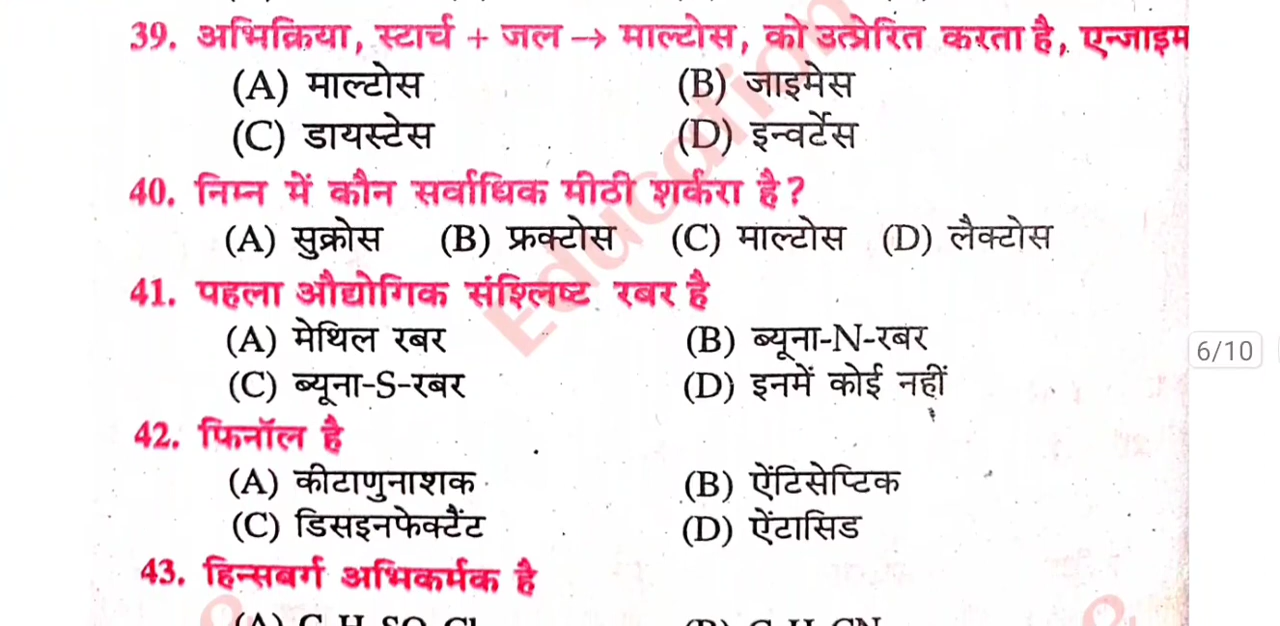 39. अभिक्रिया, स्टार्च + जल → माल्टोस, को उत्प्रेरित करता है, एन्जाइम
(A) माल्टोस (B) जाइमेस
(C) डायस्टेस (D) इन्वर्टेस
40. निम्न में कौन सर्वाधिक मीठी शर्करा है?
(A) सुक्रोस (B) फ्रक्टोस (C) माल्टोस (D) लैक्टोस
41. पहला औद्योगिक संश्लिष्ट रबर है
(A) मेथिल रबर (B) ब्यूना-N-रबर
6/10
(C) ब्यूना-S-रबर (D) इनमें कोई नहीं
42. फिनॉल है
(A) कीटाणुनाशक (B) ऐंटिसेप्टिक
(C) डिसइनफेक्टैंट (D) ऐंटासिड
43. हिन्सबर्ग अभिकर्मक है
Education